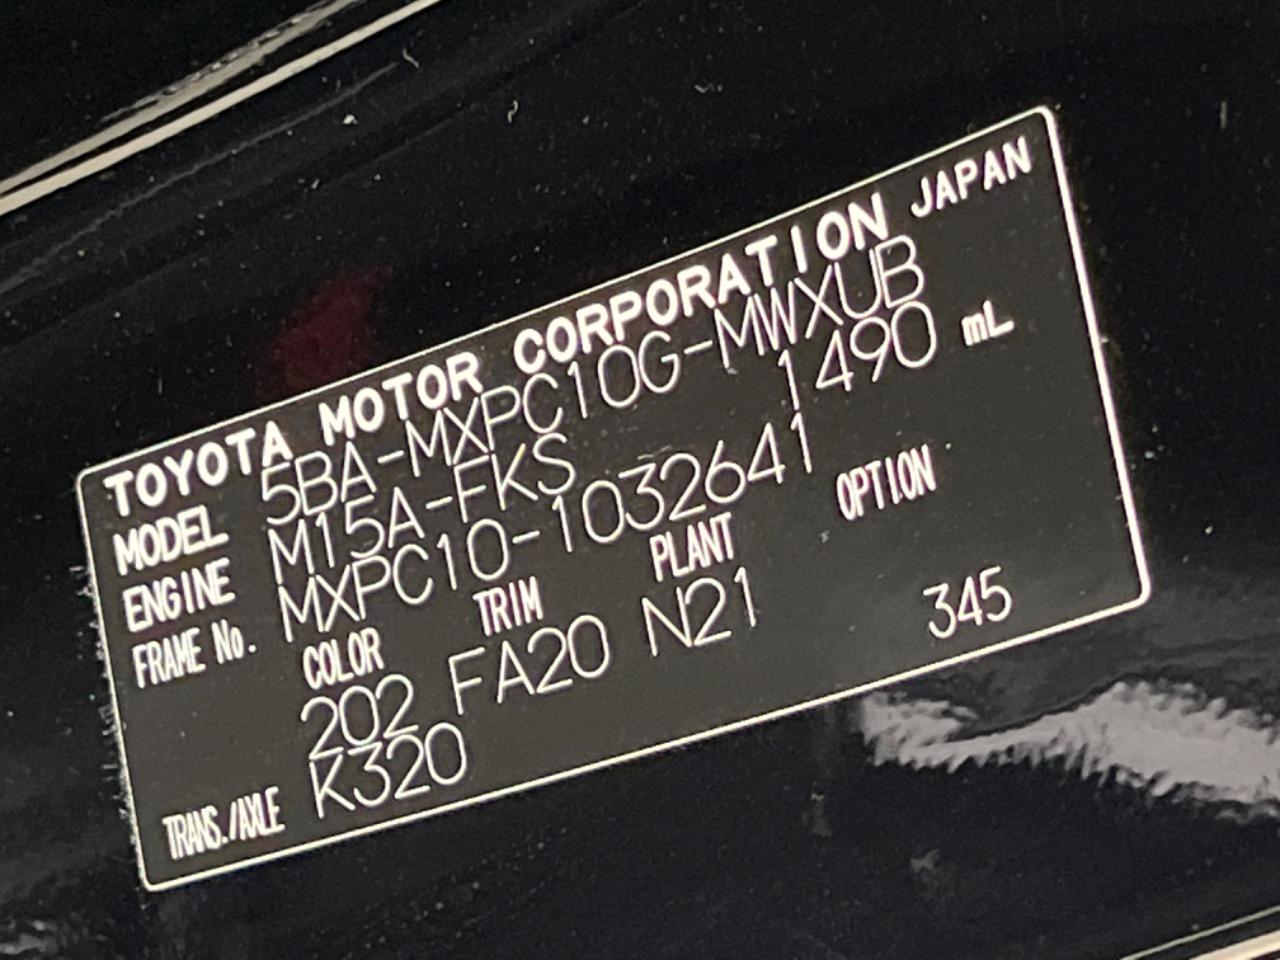 TOYOTA MOTOR CORPORATION JAPAN
MODEL 5BA-MXPC10G-MWXUB
ENGINE M15A-FKS 1490 mL
FRAME No. MXPC10-1032641
COLOR TRIM PLANT OPTION
202 FA20 N21 345
TRANS./AXLE K320